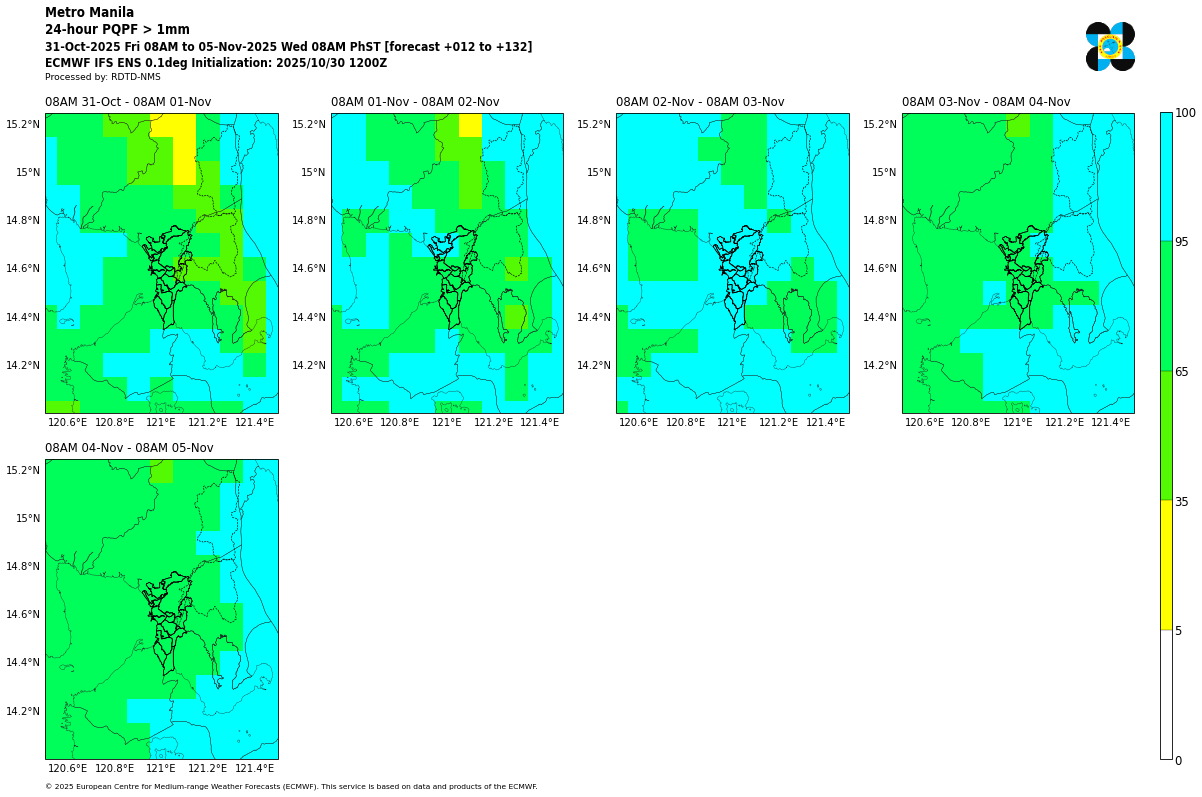 Metro Manila
24-hour PQPF > 1mm
31-Oct-2025 Fri 08AM to 05-Nov-2025 Wed 08AM PhST [forecast +012 to +132]
ECMWF IFS ENS 0.1deg Initialization: 2025/10/30 1200Z
Processed by: RDTD-NMS
08AM 31-Oct - 08AM 01-Nov
08AM 01-Nov - 08AM 02-Nov
08AM 02-Nov - 08AM 03-Nov
08AM 03-Nov - 08AM 04-Nov
15.2°N
15°N
14.8°N
14.6°N
14.4°N
14.2°N
120.6°E 120.8°E 121°E 121.2°E 121.4°E
15.2°N
15°N
14.8°N
14.6°N
14.4°N
14.2°N
120.6°E 120.8°E 121°E 121.2°E 121.4°E
15.2°N
15°N
14.8°N
14.6°N
14.4°N
14.2°N
120.6°E 120.8°E 121°E 121.2°E 121.4°E
15.2°N
15°N
14.8°N
14.6°N
14.4°N
14.2°N
120.6°E 120.8°E 121°E 121.2°E 121.4°E
08AM 04-Nov - 08AM 05-Nov
15.2°N
15°N
14.8°N
14.6°N
14.4°N
14.2°N
120.6°E 120.8°E 121°E 121.2°E 121.4°E
100
95
65
35
5
0
© 2025 European Centre for Medium-range Weather Forecasts (ECMWF). This service is based on data and products of the ECMWF.